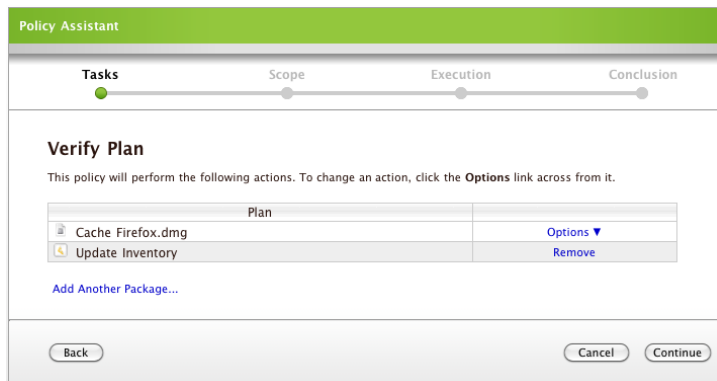 Policy Assistant
Tasks Scope Execution Conclusion
Verify Plan
This policy will perform the following actions. To change an action, click the Options link across from it.
Plan
Cache Firefox.dmg Options ▼
Update Inventory Remove
Add Another Package...
Back Cancel Continue